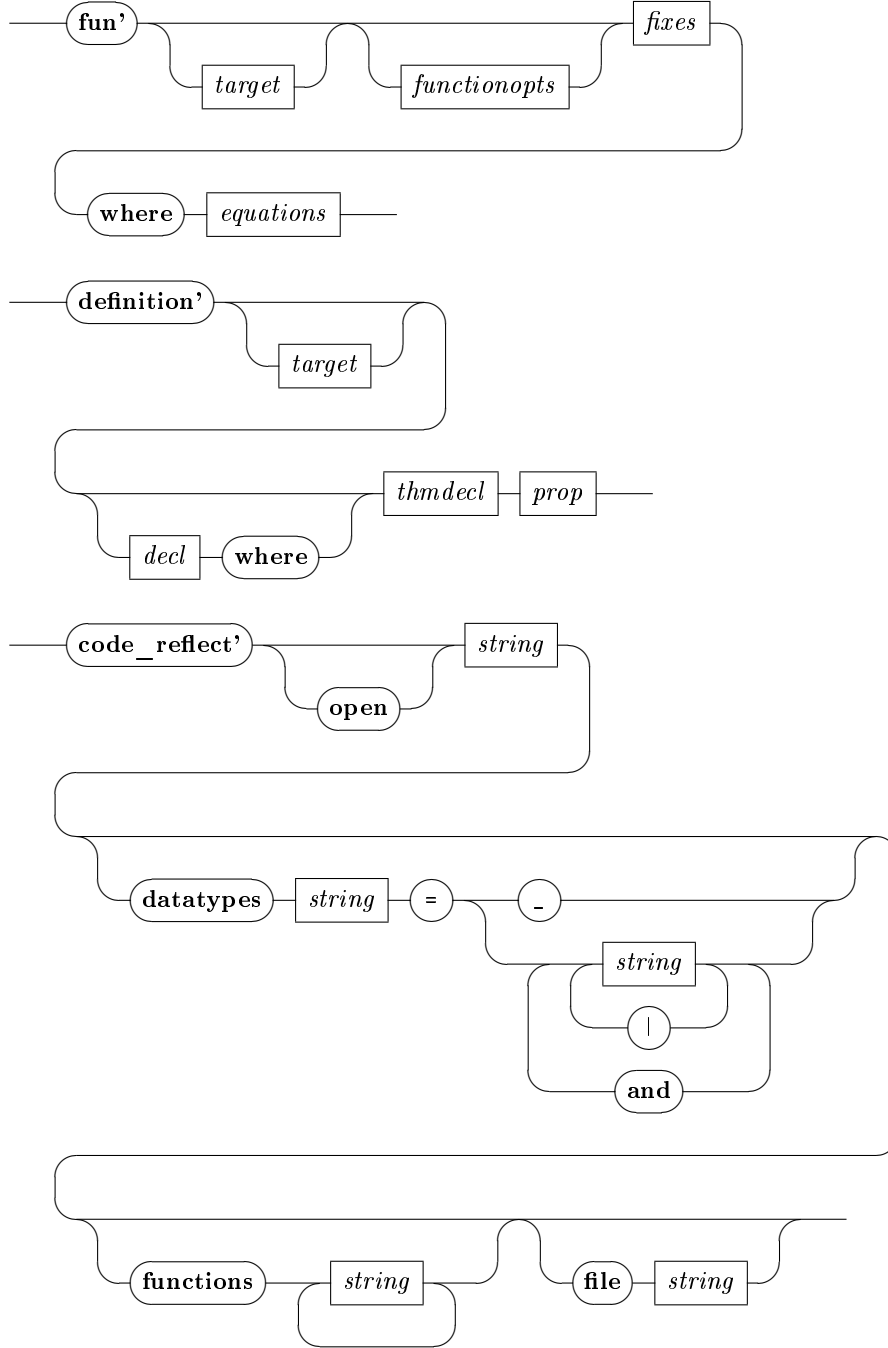 fun' fixes
target functionopts
where equations
definition'
target
thmdecl prop
decl where
code_reflect' string
open
datatypes string = _
string
|
and
functions string file string